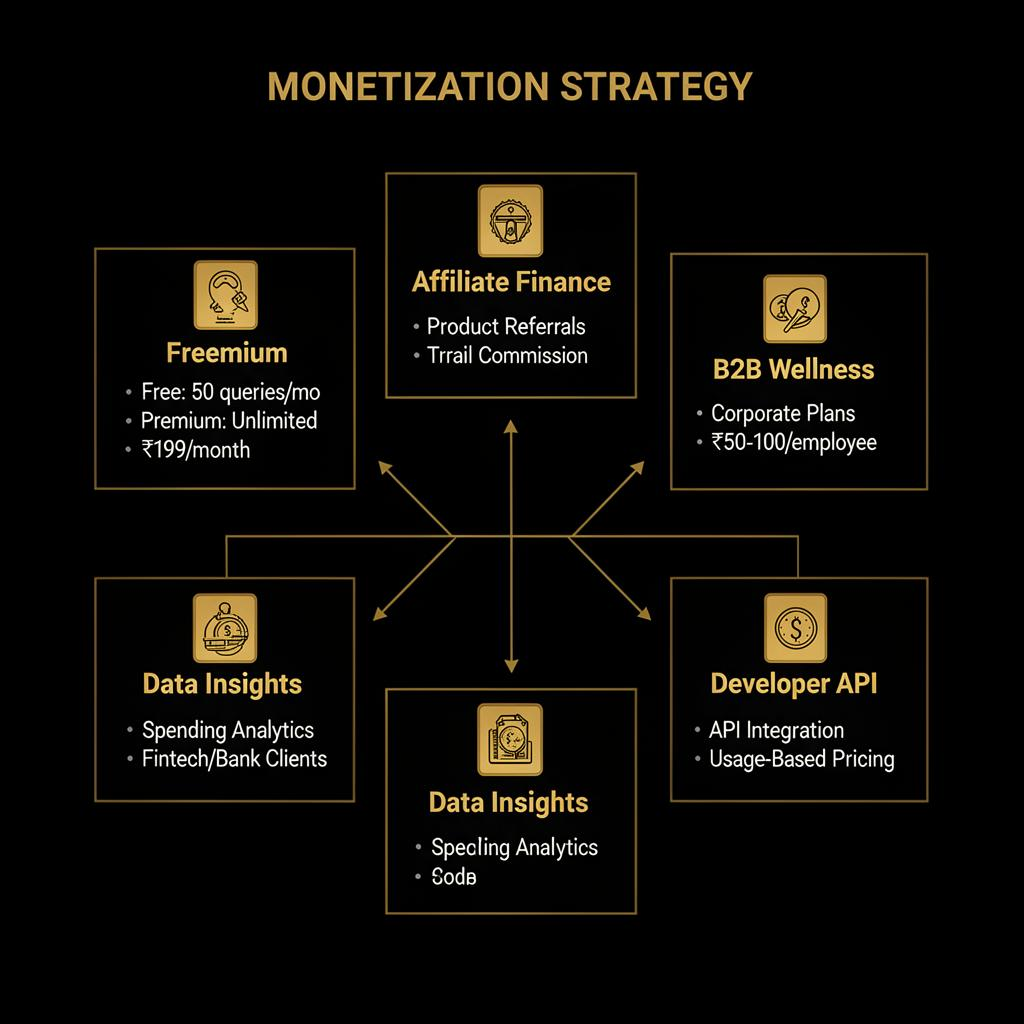 MONETIZATION STRATEGY
Affiliate Finance
• Product Referrals
• Trrail Commission
Freemium
• Free: 50 queries/mo
• Premium: Unlimited
• ₹199/month
B2B Wellness
• Corporate Plans
• ₹50-100/employee
Data Insights
• Spending Analytics
• Fintech/Bank Clients
Developer API
• API Integration
• Usage-Based Pricing
Data Insights
• Specling Analytics